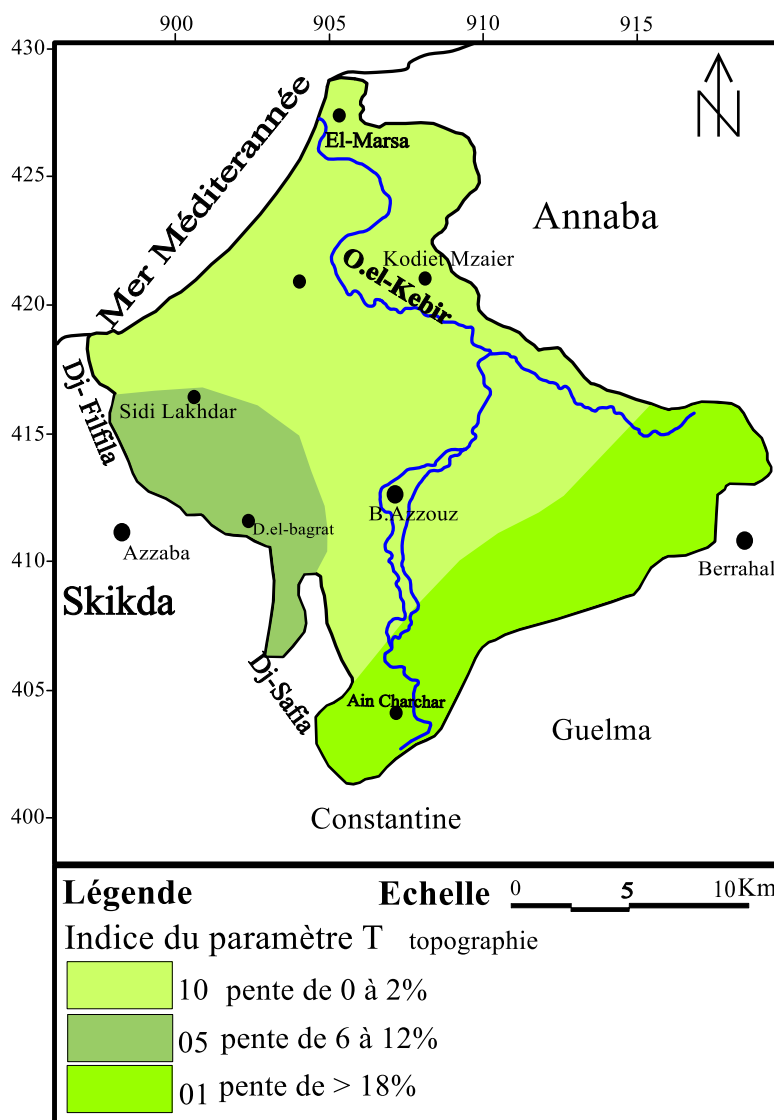 900 905 910 915
430
N
El-Marsa
425
Mer Méditerannée
Annaba
Kodiet Mzaier
O.el-Kebir
420
Dj- Filfila
Sidi Lakhdar
415
B.Azzouz
D.el-bagrat
Azzaba
410
Berrahal
Skikda
405
Dj-Safia
Ain Charchar
Guelma
400
Constantine
Légende Echelle 0 5 10Km
Indice du paramètre T topographie
10 pente de 0 à 2%
05 pente de 6 à 12%
01 pente de > 18%